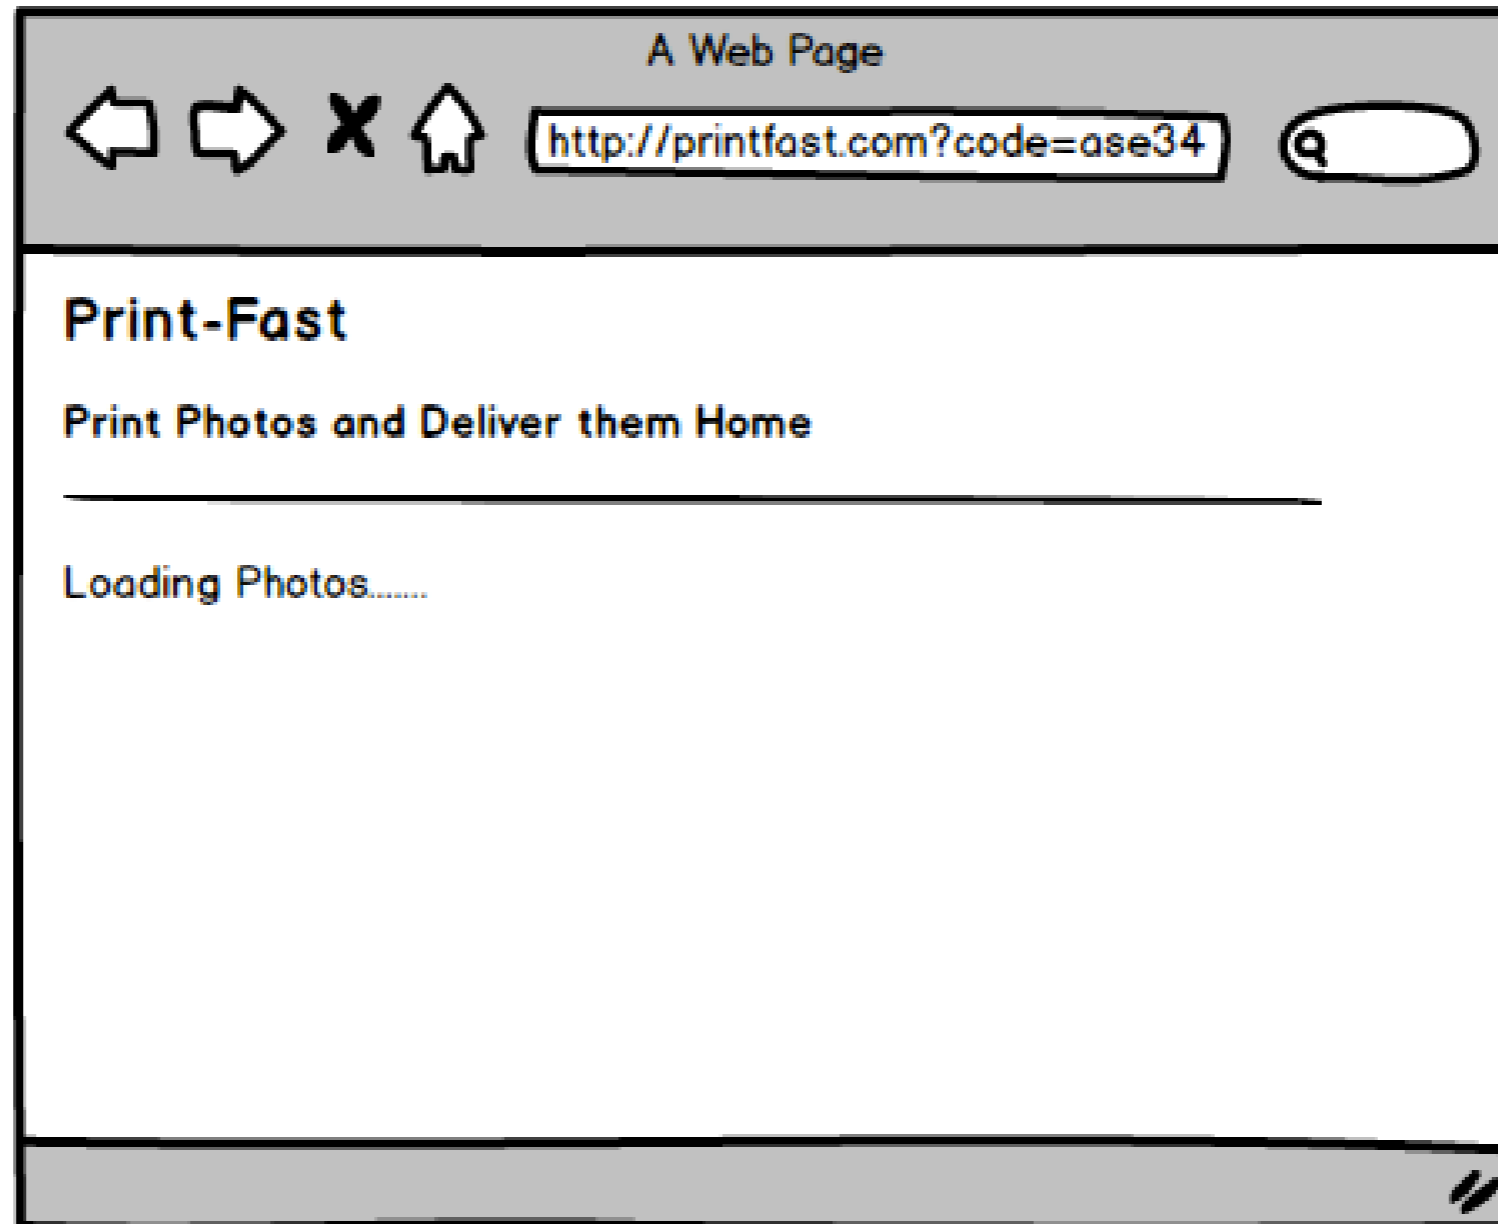 A Web Page
http://printfast.com?code=ase34
Print-Fast
Print Photos and Deliver them Home
Loading Photos.......